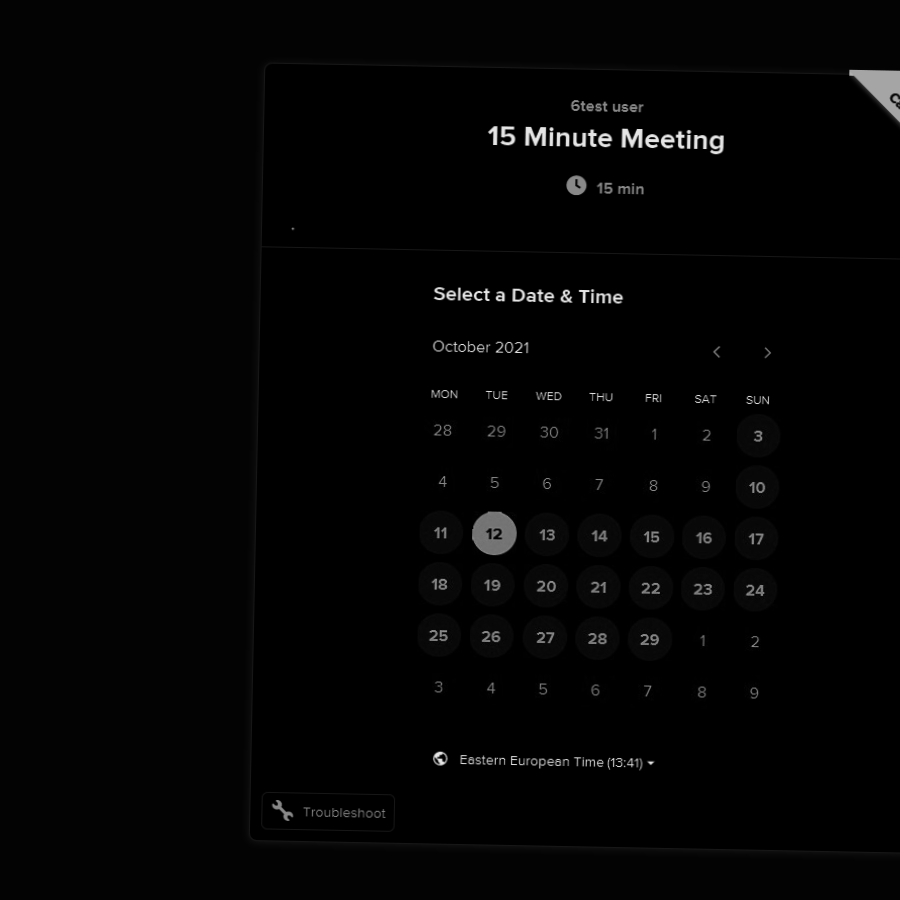 6test user
15 Minute Meeting
15 min
Select a Date & Time
October 2021
MON TUE WED THU FRI SAT SUN
28 29 30 31 1 2 3
4 5 6 7 8 9 10
11 12 13 14 15 16 17
18 19 20 21 22 23 24
25 26 27 28 29 1 2
3 4 5 6 7 8 9
Eastern European Time (13:41)
Troubleshoot